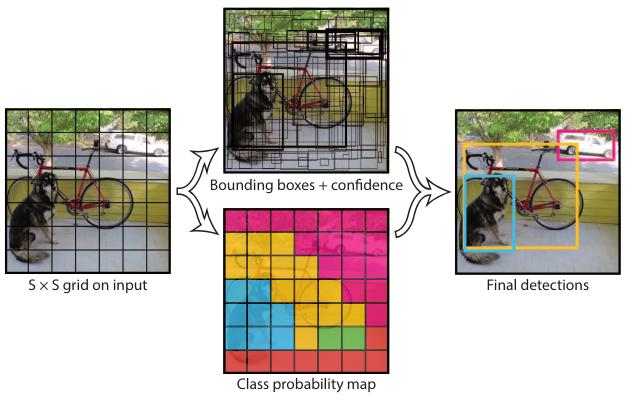 Bounding boxes + confidence
S × S grid on input
Final detections
Class probability map